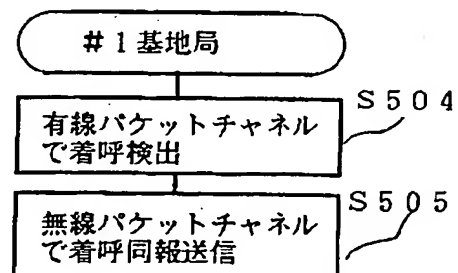 ＃1基地局
S504
有線パケットチャネル
で着呼検出
S505
無線パケットチャネル
で着呼同報送信